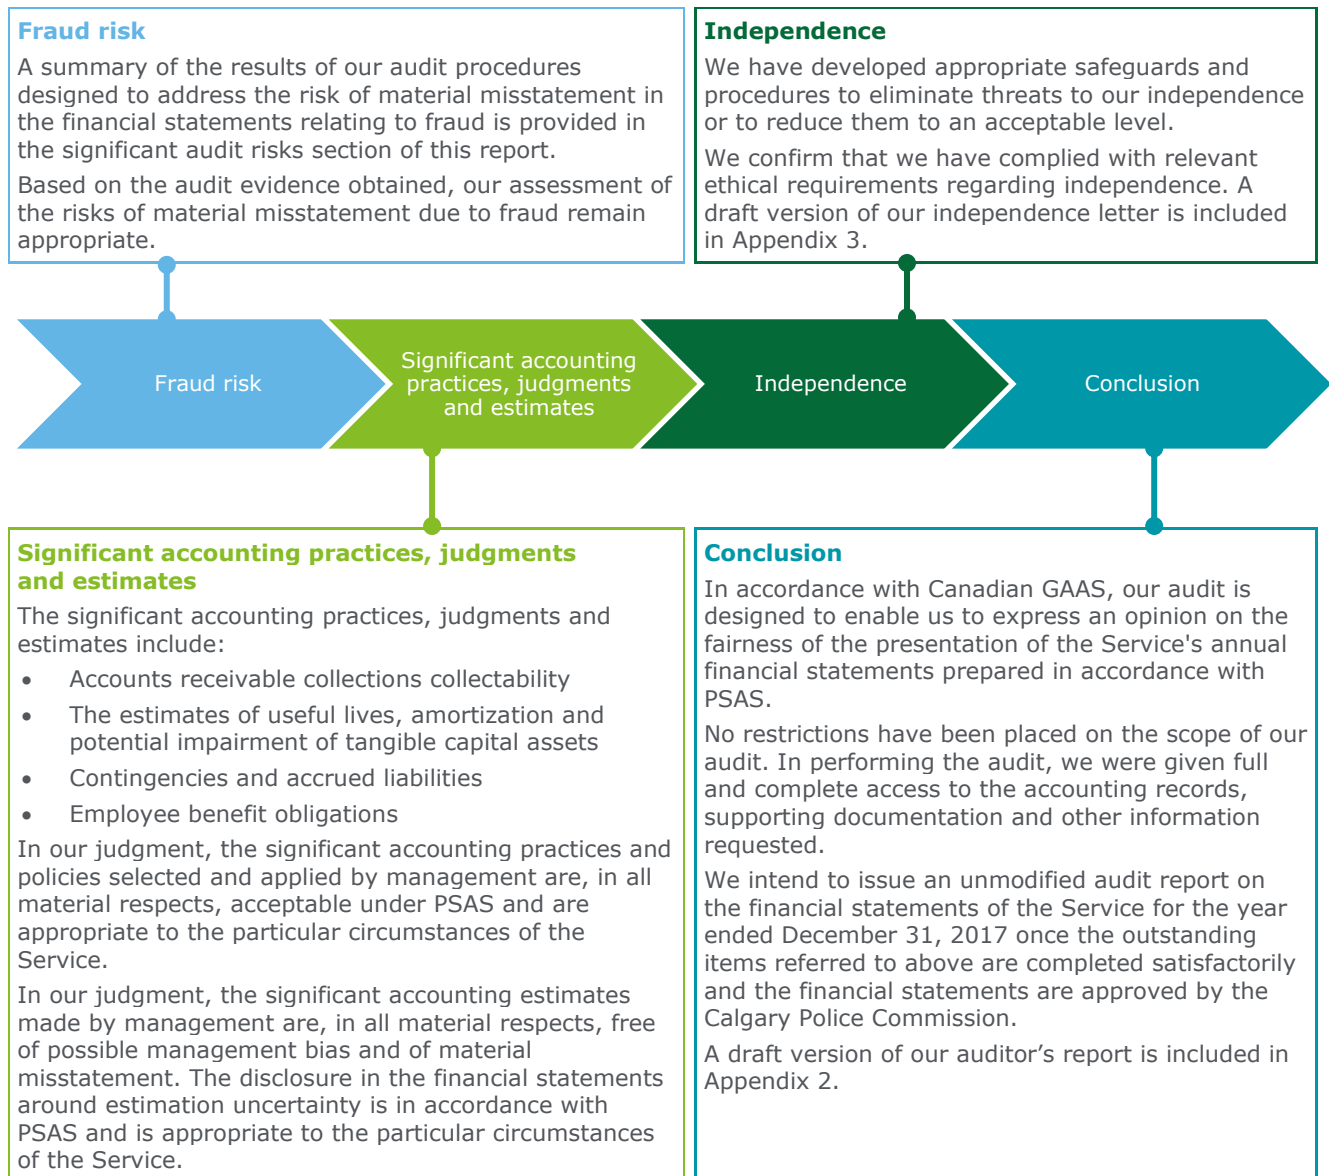 Fraud risk
A summary of the results of our audit procedures
designed to address the risk of material misstatement in
the financial statements relating to fraud is provided in
the significant audit risks section of this report.
Based on the audit evidence obtained, our assessment of
the risks of material misstatement due to fraud remain
appropriate.
Independence
We have developed appropriate safeguards and
procedures to eliminate threats to our independence
or to reduce them to an acceptable level.
We confirm that we have complied with relevant
ethical requirements regarding independence. A
draft version of our independence letter is included
in Appendix 3.
Fraud risk
Significant accounting
practices, judgments
and estimates
Independence
Conclusion
Significant accounting practices, judgments
and estimates
The significant accounting practices, judgments and
estimates include:
• Accounts receivable collections collectability
• The estimates of useful lives, amortization and
potential impairment of tangible capital assets
• Contingencies and accrued liabilities
• Employee benefit obligations
In our judgment, the significant accounting practices and
policies selected and applied by management are, in all
material respects, acceptable under PSAS and are
appropriate to the particular circumstances of the
Service.
In our judgment, the significant accounting estimates
made by management are, in all material respects, free
of possible management bias and of material
misstatement. The disclosure in the financial statements
around estimation uncertainty is in accordance with
PSAS and is appropriate to the particular circumstances
of the Service.
Conclusion
In accordance with Canadian GAAS, our audit is
designed to enable us to express an opinion on the
fairness of the presentation of the Service's annual
financial statements prepared in accordance with
PSAS.
No restrictions have been placed on the scope of our
audit. In performing the audit, we were given full
and complete access to the accounting records,
supporting documentation and other information
requested.
We intend to issue an unmodified audit report on
the financial statements of the Service for the year
ended December 31, 2017 once the outstanding
items referred to above are completed satisfactorily
and the financial statements are approved by the
Calgary Police Commission.
A draft version of our auditor’s report is included in
Appendix 2.